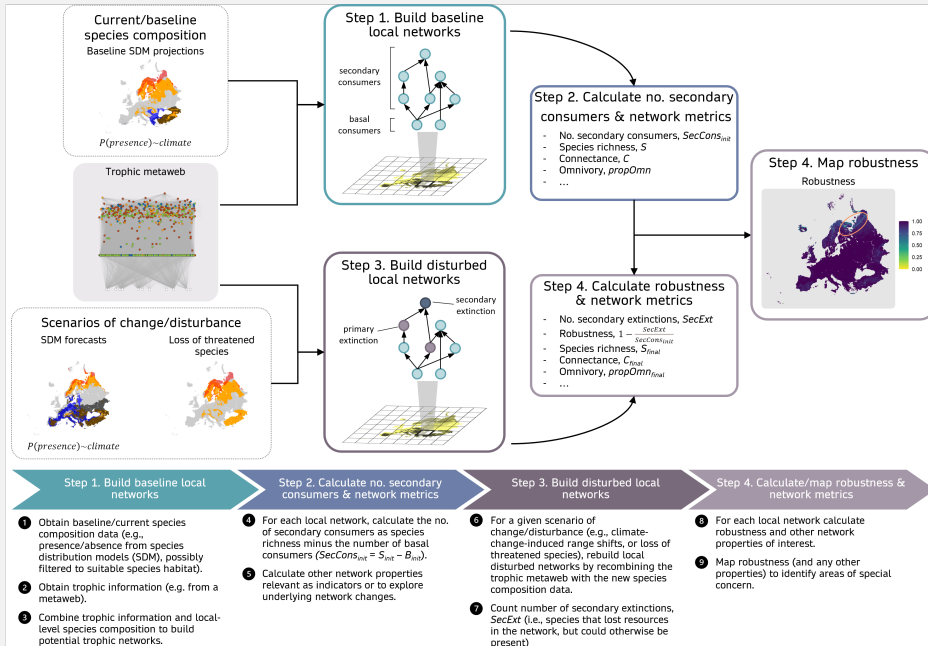 Current/baseline
species composition
Baseline SDM projections
P(presence)~climate
Trophic metaweb
Scenarios of change/disturbance
SDM forecasts
Loss of threatened
species
P(presence)~climate
Step 1. Build baseline
local networks
secondary
consumers
basal
consumers
Step 3. Build disturbed
local networks
secondary
extinction
primary
extinction
Step 2. Calculate no. secondary
consumers & network metrics
- No. secondary consumers, SecCons_init
- Species richness, S
- Connectance, C
- Omnivory, propOmn
- ...
Step 4. Calculate robustness
& network metrics
- No. secondary extinctions, SecExt
- Robustness, 1 − SecExt/SecCons_init
- Species richness, S_final
- Connectance, C_final
- Omnivory, propOmn_final
- ...
Step 4. Map robustness
Robustness
1.00
0.75
0.50
0.25
0.00
Step 1. Build baseline local
networks
1 Obtain baseline/current species
composition data (e.g.,
presence/absence from species
distribution models (SDM), possibly
filtered to suitable species habitat).
2 Obtain trophic information (e.g. from a
metaweb).
3 Combine trophic information and local-
level species composition to build
potential trophic networks.
Step 2. Calculate no. secondary
consumers & network metrics
4 For each local network, calculate the no.
of secondary consumers as species
richness minus the number of basal
consumers (SecCons_init = S_init – B_init).
5 Calculate other network properties
relevant as indicators or to explore
underlying network changes.
Step 3. Build disturbed local
networks
6 For a given scenario of
change/disturbance (e.g., climate-
change-induced range shifts, or loss of
threatened species), rebuild local
disturbed networks by recombining the
trophic metaweb with the new species
composition data.
7 Count number of secondary extinctions,
SecExt (i.e., species that lost resources
in the network, but could otherwise be
present)
Step 4. Calculate/map robustness &
network metrics
8 For each local network calculate
robustness and other network
properties of interest.
9 Map robustness (and any other
properties) to identify areas of special
concern.